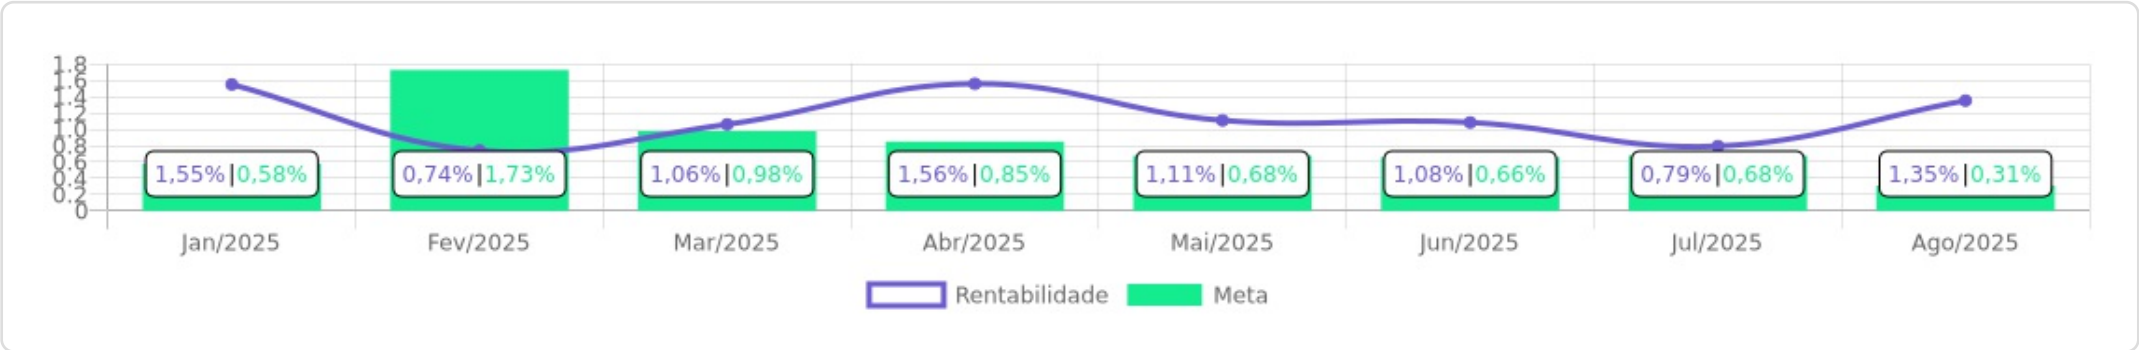 1.8
1.6
1.4
1.2
1.0
0.8
0.6
0.4
0.2
0
1,55%|0,58%
0,74%|1,73%
1,06%|0,98%
1,56%|0,85%
1,11%|0,68%
1,08%|0,66%
0,79%|0,68%
1,35%|0,31%
Jan/2025
Fev/2025
Mar/2025
Abr/2025
Mai/2025
Jun/2025
Jul/2025
Ago/2025
Rentabilidade
Meta